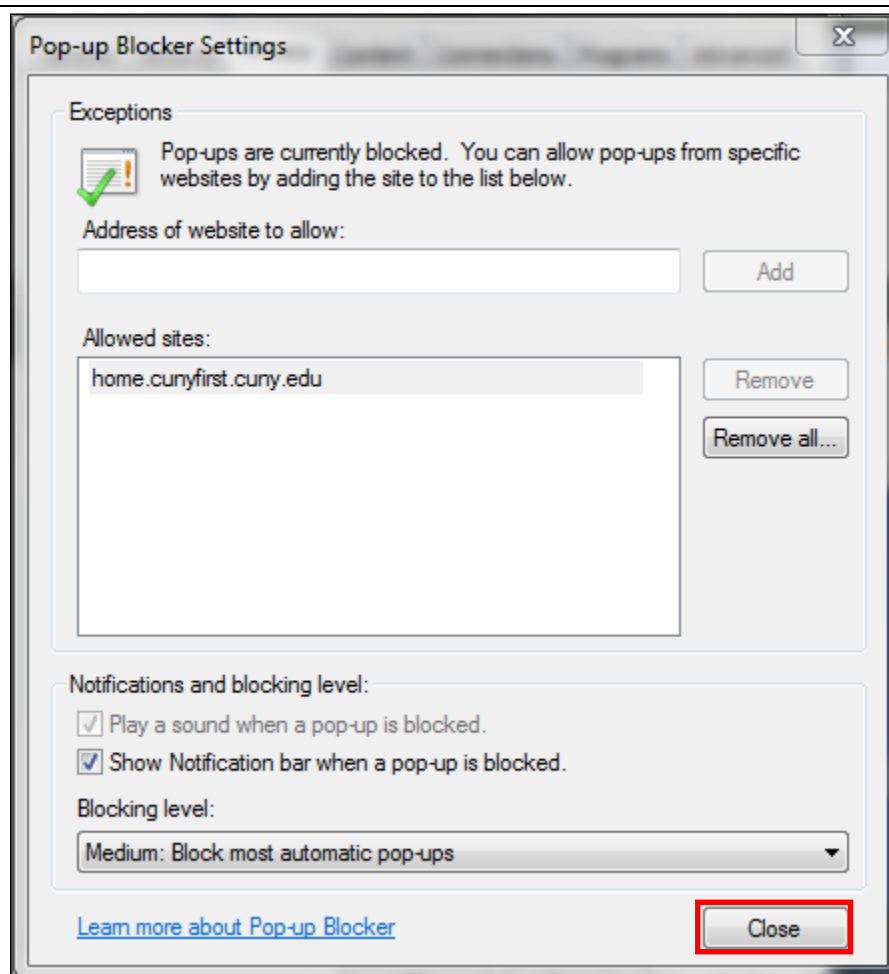 Pop-up Blocker Settings
Exceptions
Pop-ups are currently blocked. You can allow pop-ups from specific
websites by adding the site to the list below.
Address of website to allow:
Add
Allowed sites:
home.cunyfirst.cuny.edu
Remove
Remove all...
Notifications and blocking level:
Play a sound when a pop-up is blocked.
Show Notification bar when a pop-up is blocked.
Blocking level:
Medium: Block most automatic pop-ups
Learn more about Pop-up Blocker
Close